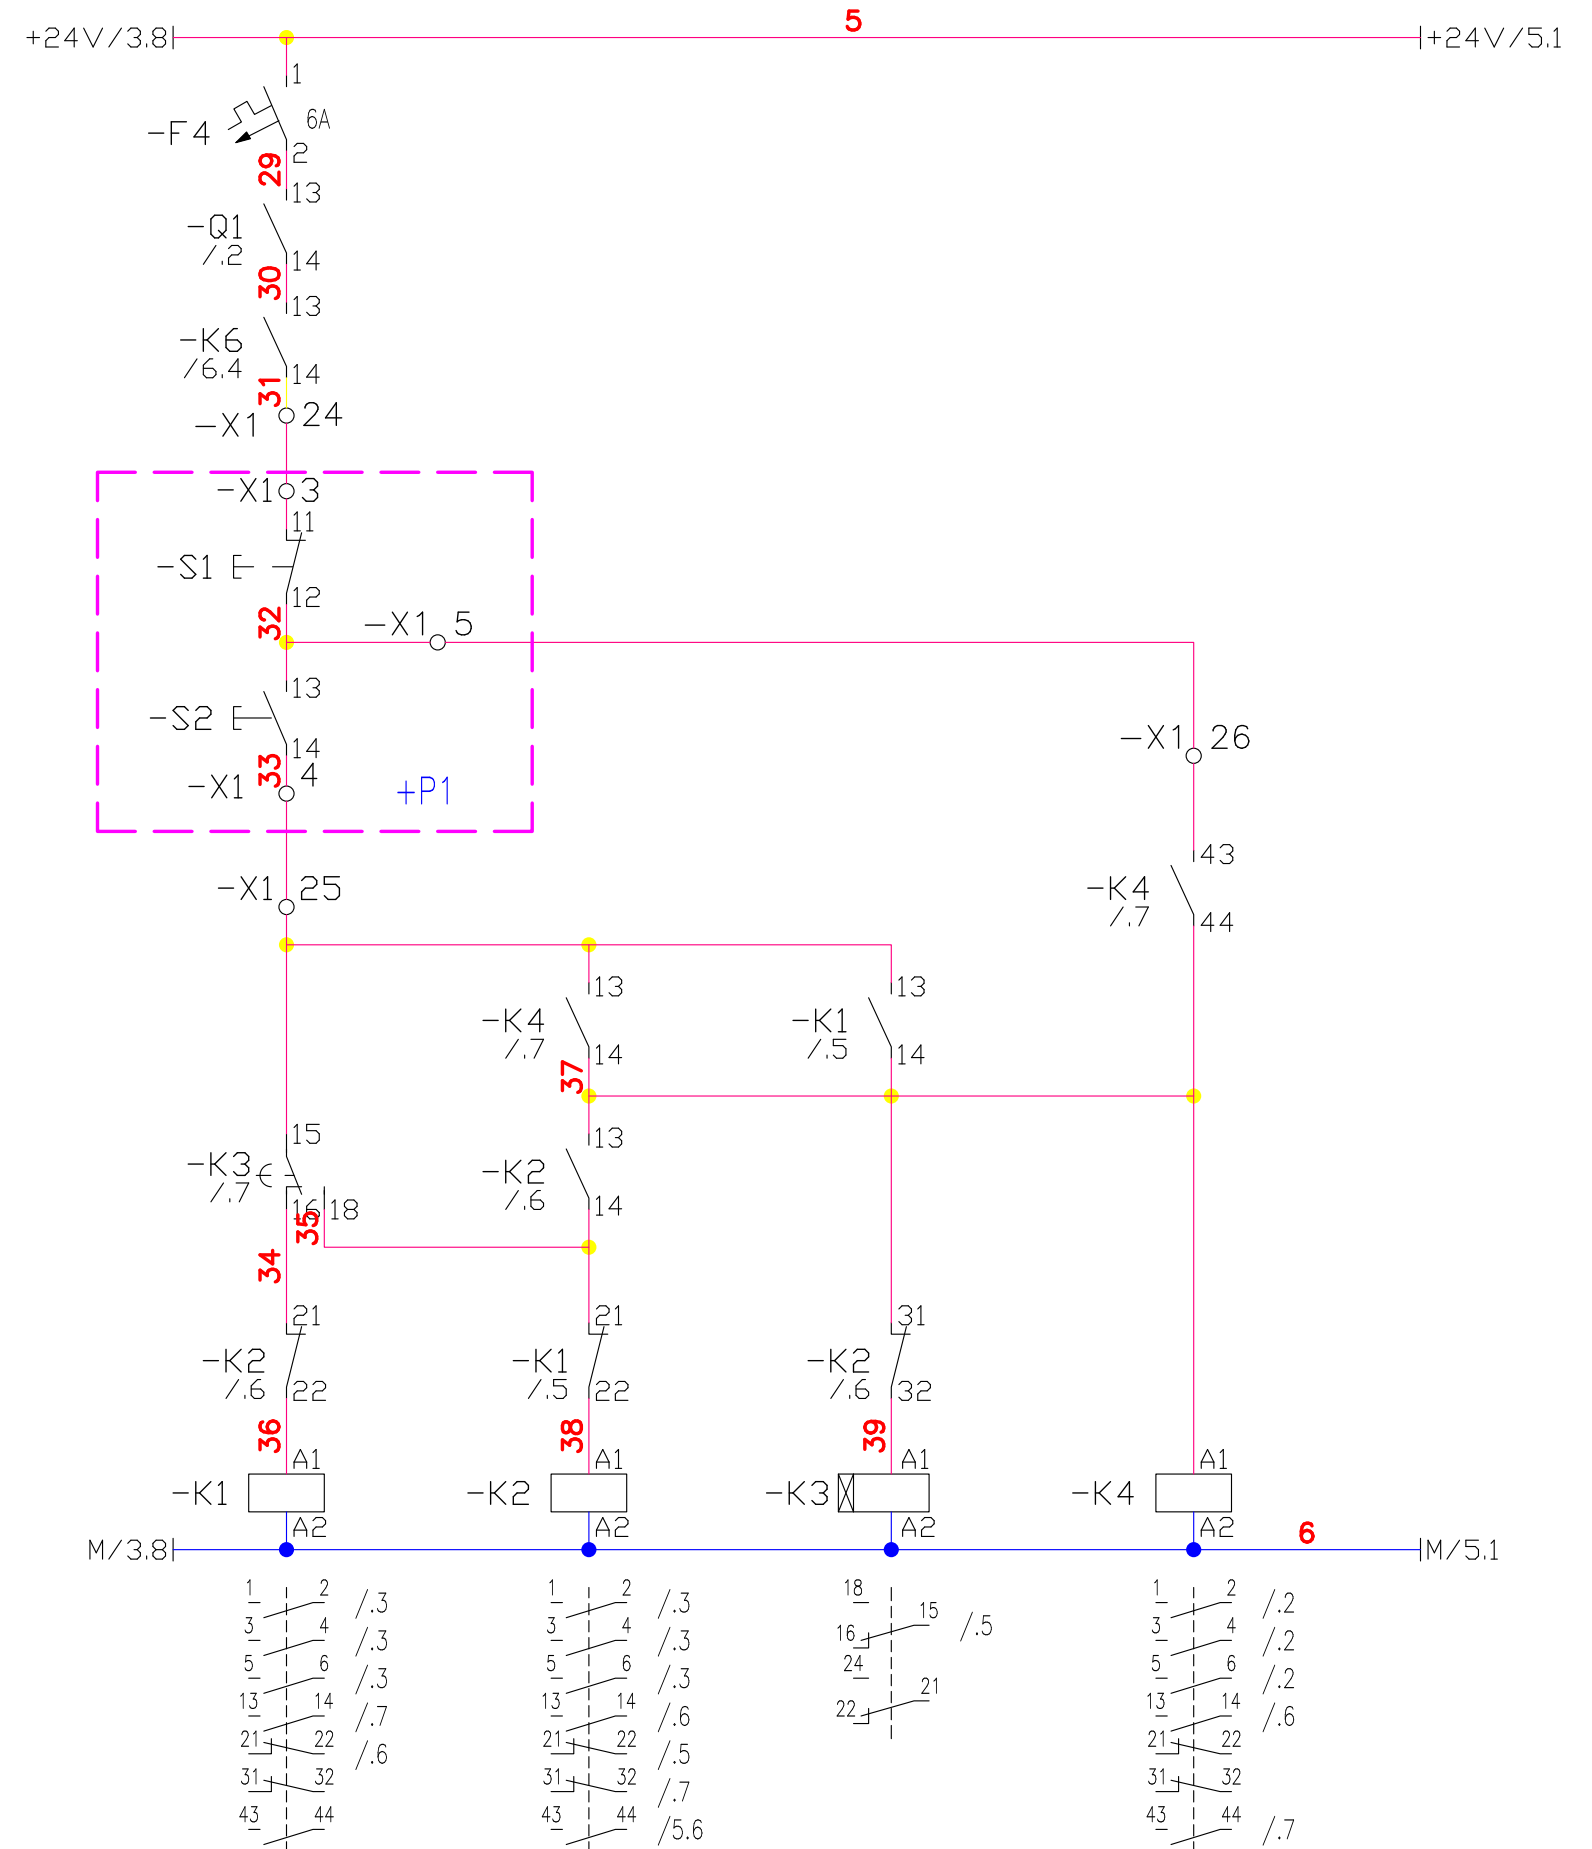 5
+24V/3.8
+24V/5.1
1
6A
-F4
2
29
13
-Q1
/.2
14
30
13
-K6
/6.4
14
31
-X1 24
-X1 3
11
-S1
12
32
-X1 5
13
-S2
14
33
-X1 4
+P1
-X1 26
-X1 25
43
-K4
/.7
44
13
-K4
/.7
14
37
13
-K1
/.5
14
15
-K3
/.7
16 18
35
34
13
-K2
/.6
14
21
-K2
/.6
22
36
21
-K1
/.5
22
38
31
-K2
/.6
32
39
A1
-K1
A2
A1
-K2
A2
A1
-K3
A2
A1
-K4
A2
M/3.8
6
M/5.1
1 2 /.3
3 4 /.3
5 6 /.3
13 14 /.7
21 22 /.6
31 32
43 44
1 2 /.3
3 4 /.3
5 6 /.3
13 14 /.6
21 22 /.5
31 32 /.7
43 44 /5.6
18
15
16
/.5
24
21
22
1 2 /.2
3 4 /.2
5 6 /.2
13 14 /.6
21 22
31 32
43 44 /.7